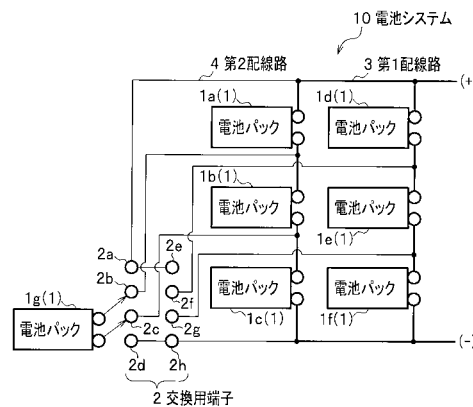 10 電池システム
4 第2配線路
3 第1配線路
(+)
1a(1)
1d(1)
電池パック
電池パック
1b(1)
電池パック
電池パック
1e(1)
2a
2e
2b
2f
1g(1)
電池パック
2c
2g
電池パック
1c(1)
電池パック
1f(1)
(-)
2d
2h
2 交換用端子